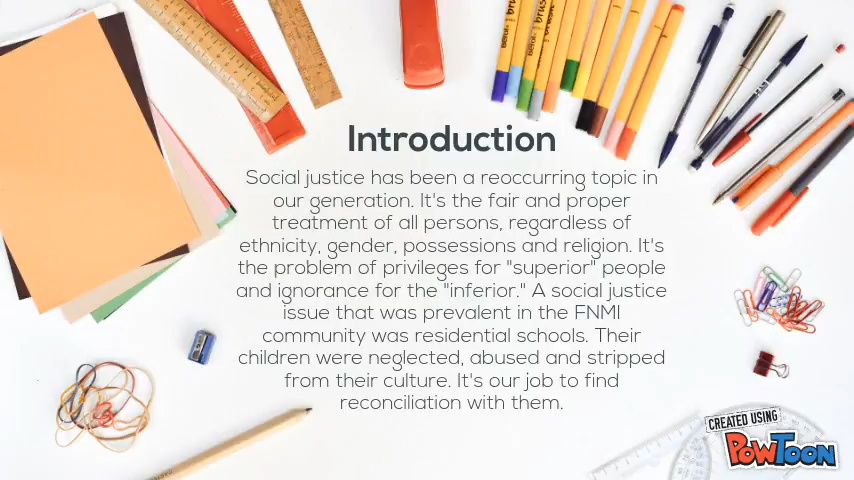 Introduction
Social justice has been a reoccurring topic in
our generation. It's the fair and proper
treatment of all persons, regardless of
ethnicity, gender, possessions and religion. It's
the problem of privileges for "superior" people
and ignorance for the "inferior." A social justice
issue that was prevalent in the FNMI
community was residential schools. Their
children were neglected, abused and stripped
from their culture. It's our job to find
reconciliation with them.
CREATED USING
POWTOON